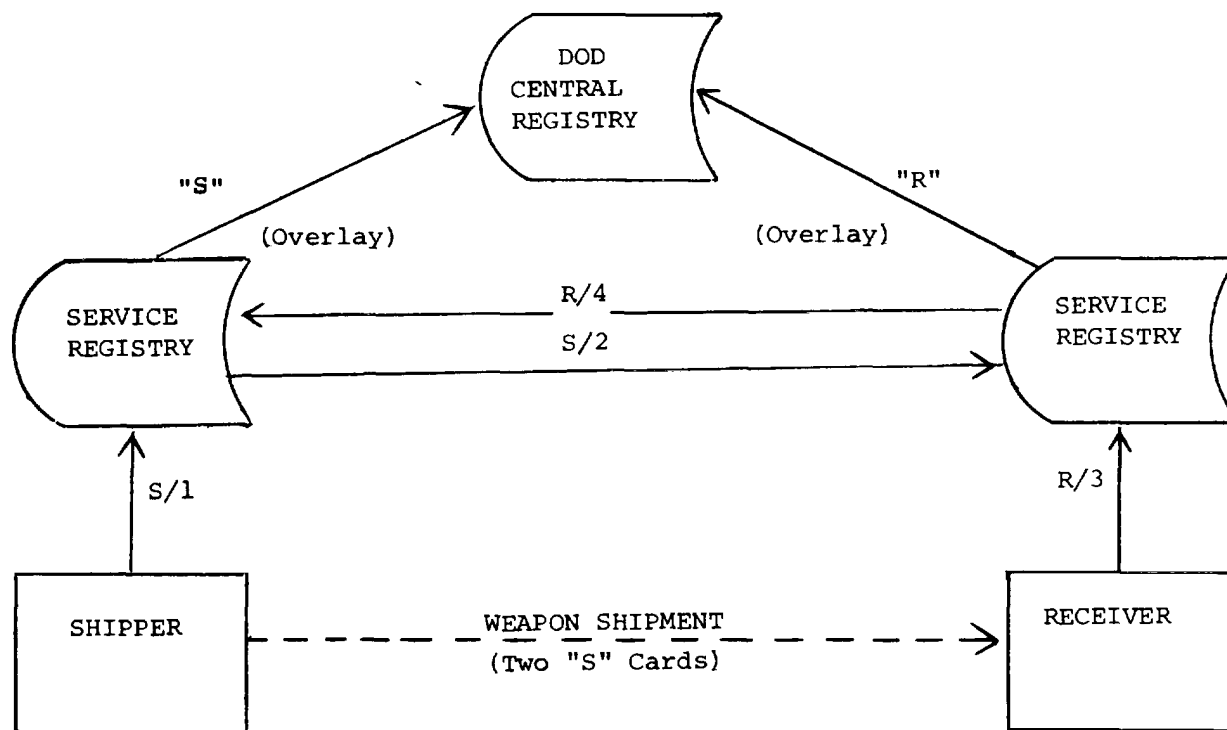 DOD
CENTRAL
REGISTRY
"S"
"R"
(Overlay)
(Overlay)
SERVICE
REGISTRY
R/4
S/2
SERVICE
REGISTRY
S/1
R/3
SHIPPER
WEAPON SHIPMENT
(Two "S" Cards)
RECEIVER